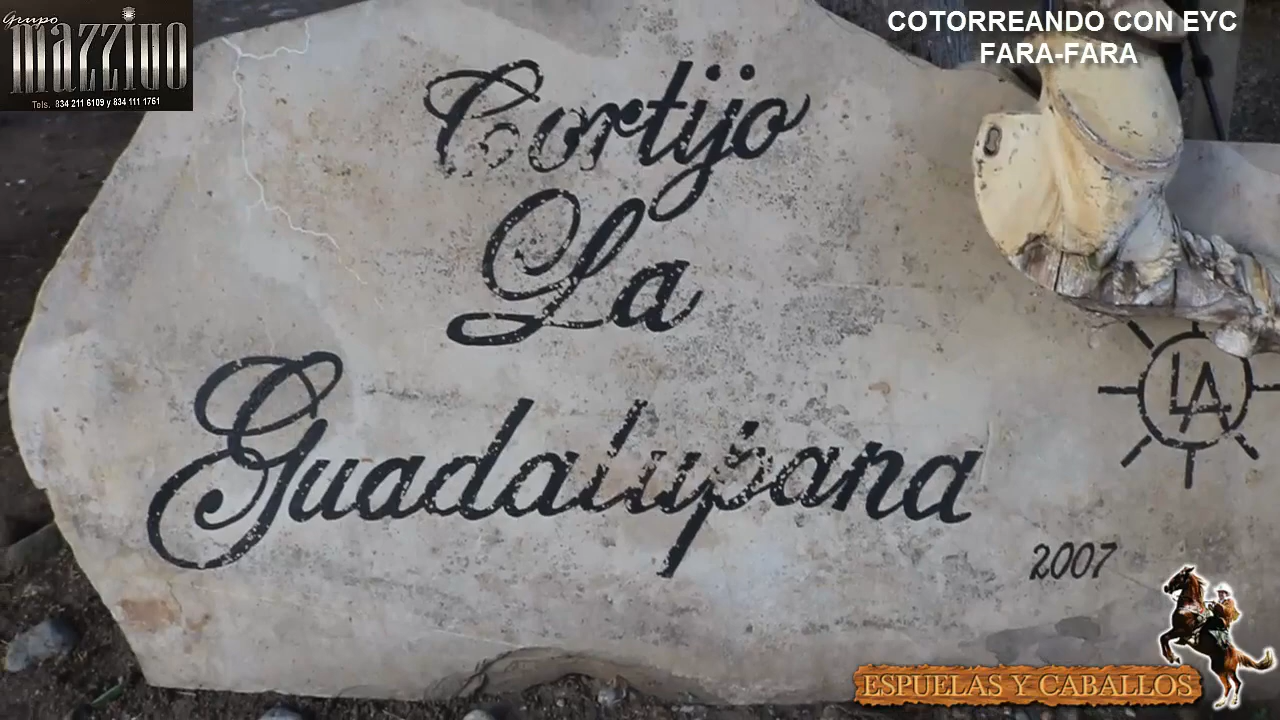 Grupo
mazzino
Tels. 834 211 6109 y 834 111 1761
COTORREANDO CON EYC
FARA-FARA
Cortijo
La
Guadalupana
LA
2007
ESPUELAS Y CABALLOS